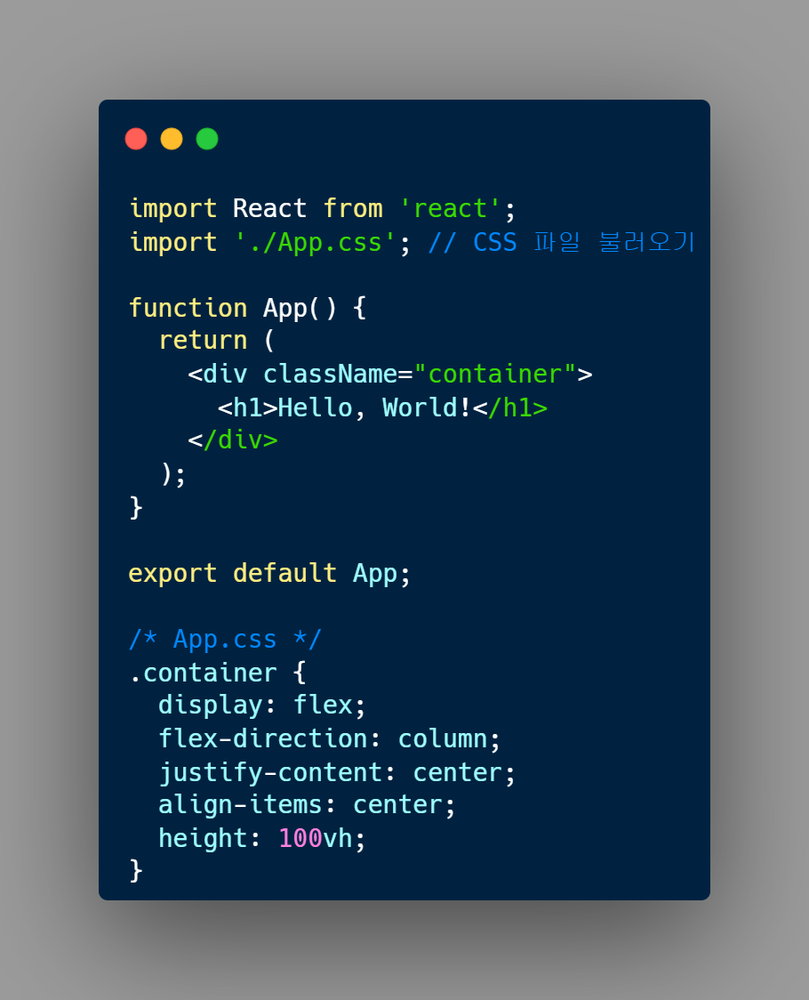 import React from 'react';
import './App.css'; // CSS 파일 불러오기
function App() {
  return (
    <div className="container">
      <h1>Hello, World!</h1>
    </div>
  );
}
export default App;
/* App.css */
.container {
  display: flex;
  flex-direction: column;
  justify-content: center;
  align-items: center;
  height: 100vh;
}